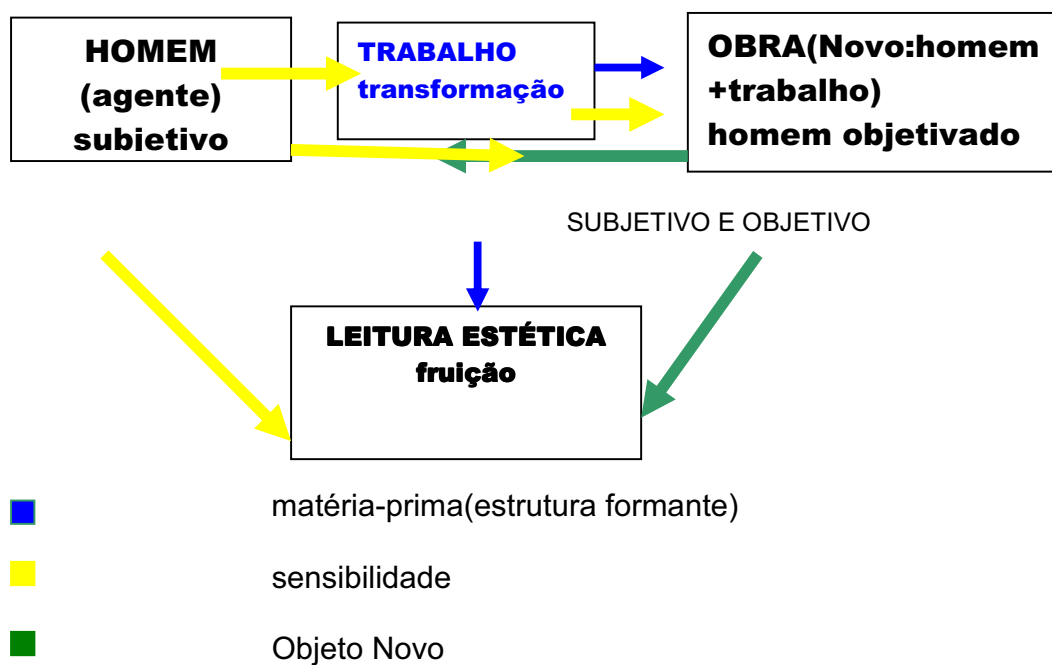 HOMEM
(agente)
subietivo
TRABALHO
transformação
OBRA(Novo:homem
+trabalho)
homem objetivado
SUBJETIVO E OBJETIVO
LEITURA ESTÉTICA
fruição
matéria-prima(estrutura formante)
sensibilidade
Objeto Novo